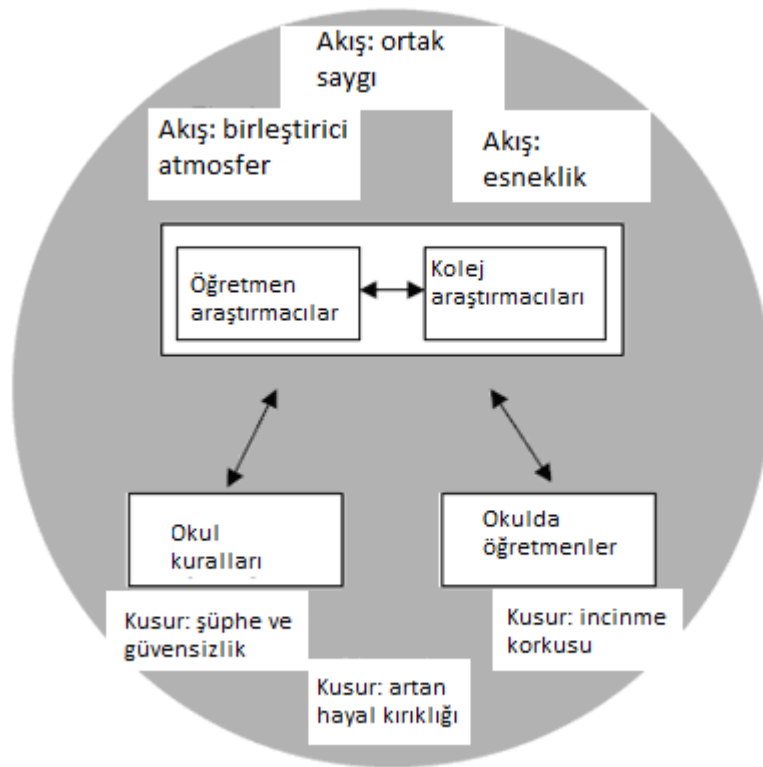 Akış: ortak
saygı
Akış: birleştirici
atmosfer
Akış:
esneklik
Öğretmen
araştırmacılar
Kolej
araştırmacıları
Okul
kuralları
Okulda
öğretmenler
Kusur: şüphe ve
güvensizlik
Kusur: incinme
korkusu
Kusur: artan
hayal kırıklığı